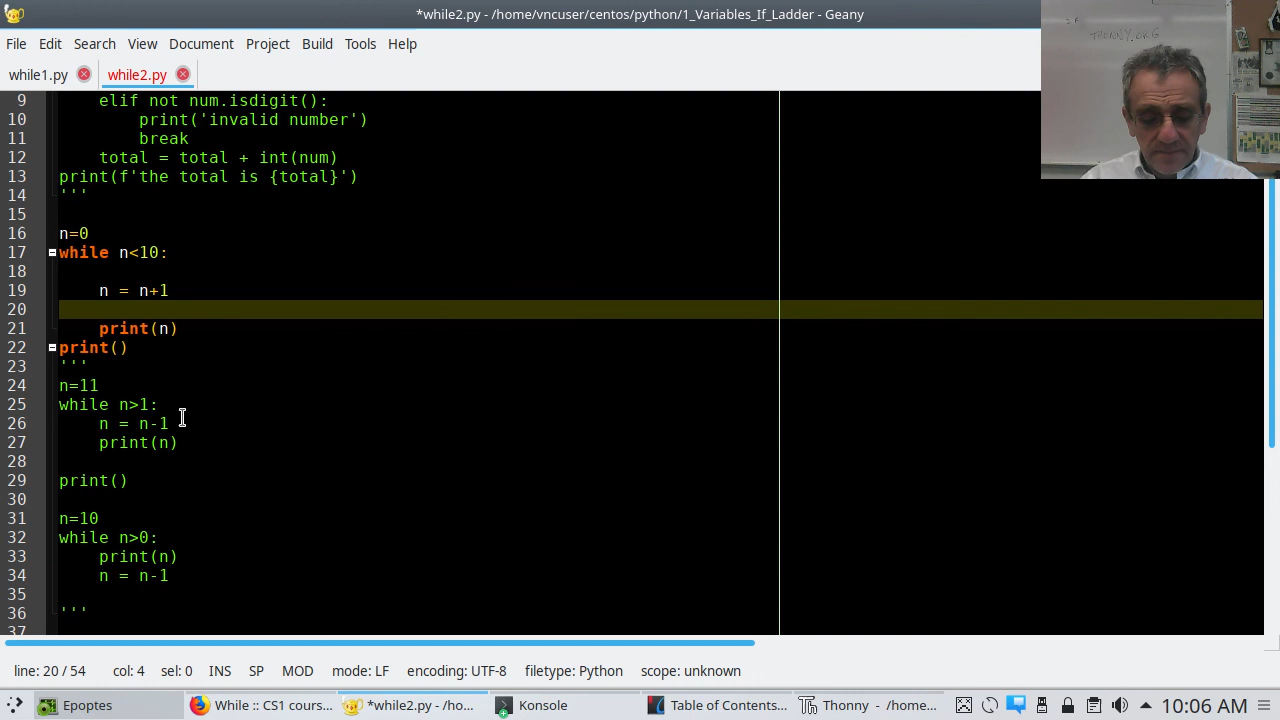 *while2.py - /home/vncuser/centos/python/1_Variables_If_Ladder - Geany
File Edit Search View Document Project Build Tools Help
while1.py while2.py
TRONNY.ORG
9 elif not num.isdigit():
10 print('invalid number')
11 break
12 total = total + int(num)
13 print(f'the total is {total}')
14 '''
15
16 n=0
17 while n<10:
18
19 n = n+1
20
21 print(n)
22 print()
23 '''
24 n=11
25 while n>1:
26 n = n-1
27 print(n)
28
29 print()
30
31 n=10
32 while n>0:
33 print(n)
34 n = n-1
35
36 '''
37
line: 20 / 54 col: 4 sel: 0 INS SP MOD mode: LF encoding: UTF-8 filetype: Python scope: unknown
Epoptes While :: CS1 cours... *while2.py - /ho... Konsole Table of Contents... Thonny - /home... 10:06 AM